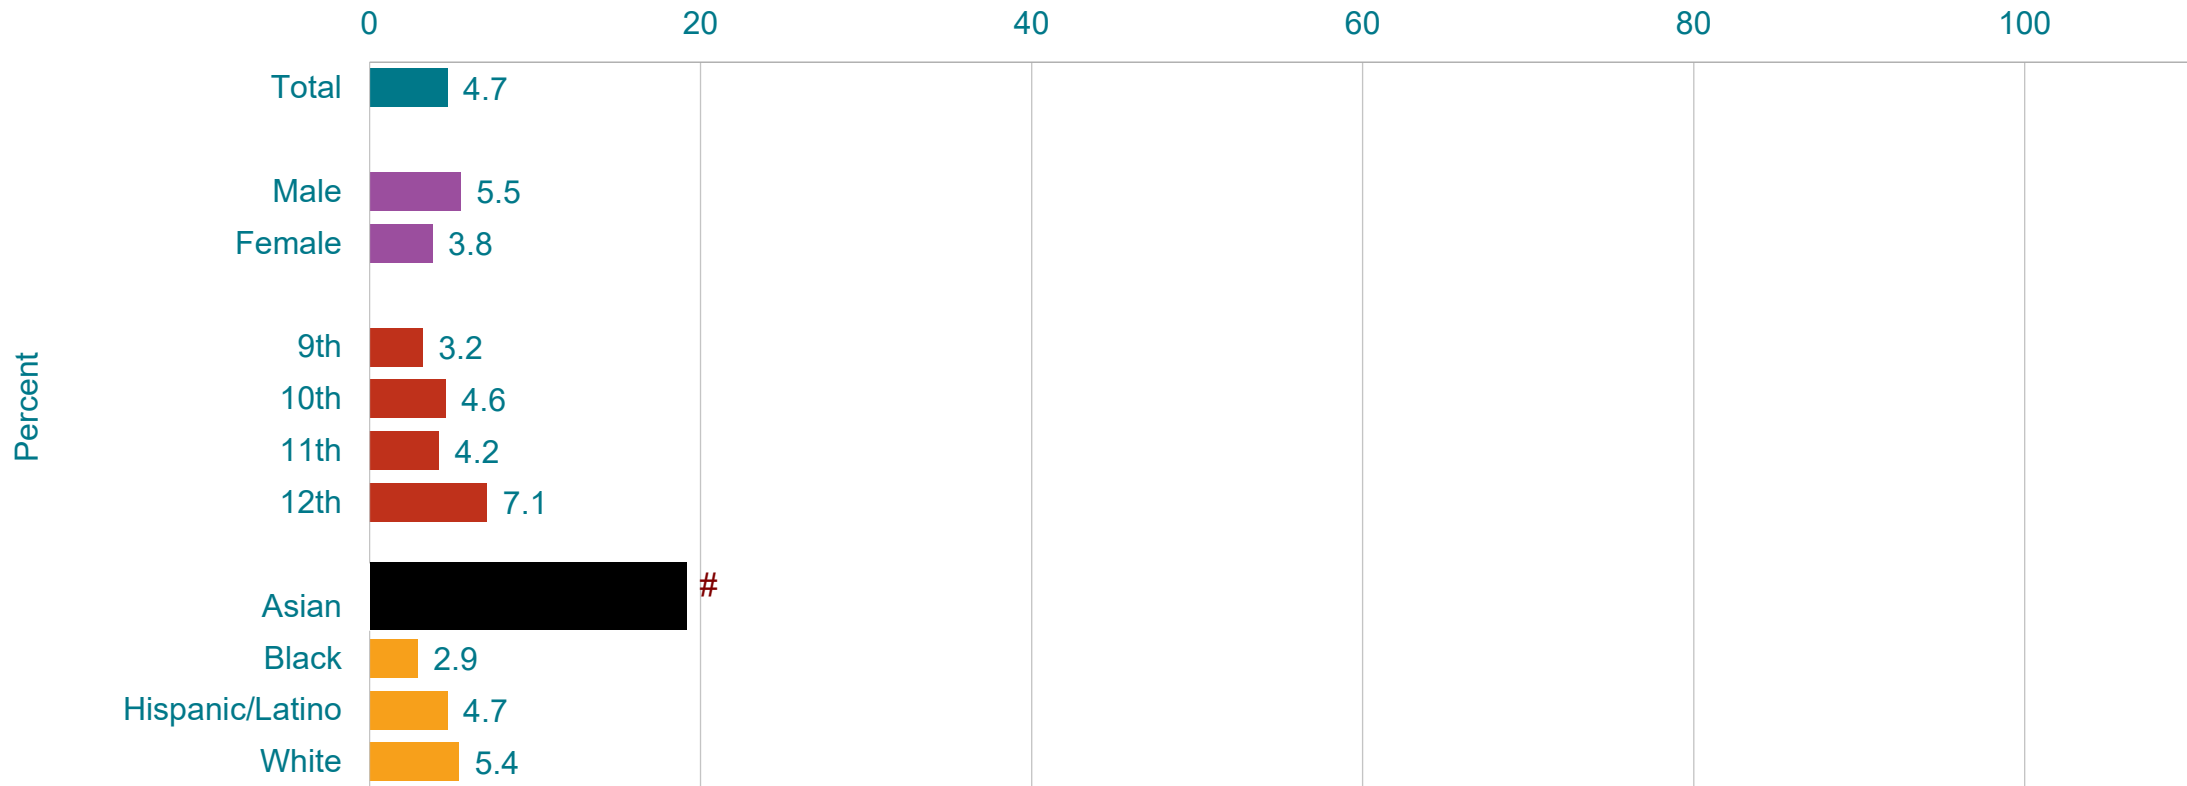 0 20 40 60 80 100
Total 4.7
Male 5.5
Female 3.8
Percent
9th 3.2
10th 4.6
11th 4.2
12th 7.1
Asian #
Black 2.9
Hispanic/Latino 4.7
White 5.4